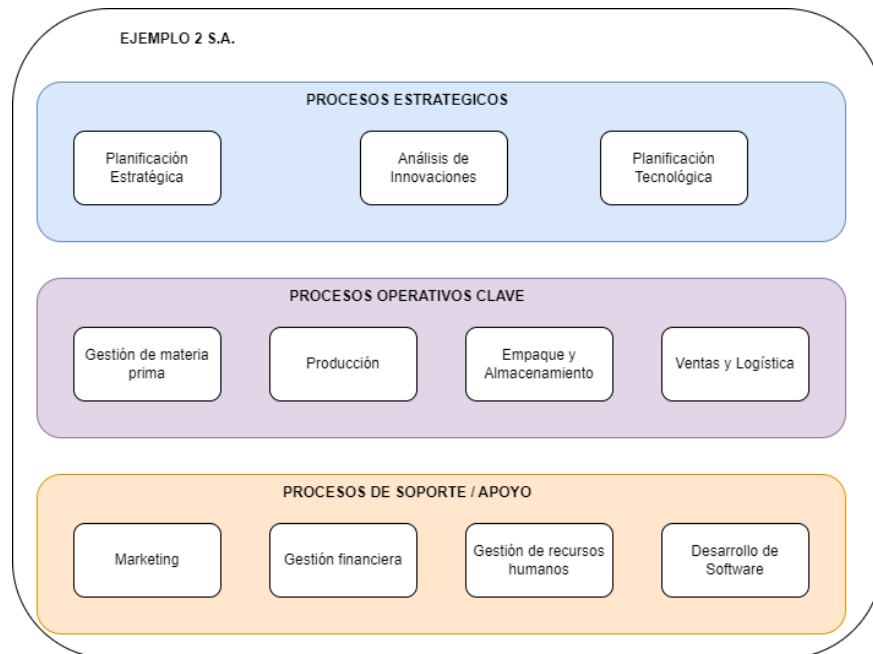 EJEMPLO 2 S.A.
PROCESOS ESTRATEGICOS
Planificación
Estratégica
Análisis de
Innovaciones
Planificación
Tecnológica
PROCESOS OPERATIVOS CLAVE
Gestión de materia
prima
Producción
Empaque y
Almacenamiento
Ventas y Logística
PROCESOS DE SOPORTE / APOYO
Marketing
Gestión financiera
Gestión de recursos
humanos
Desarrollo de
Software